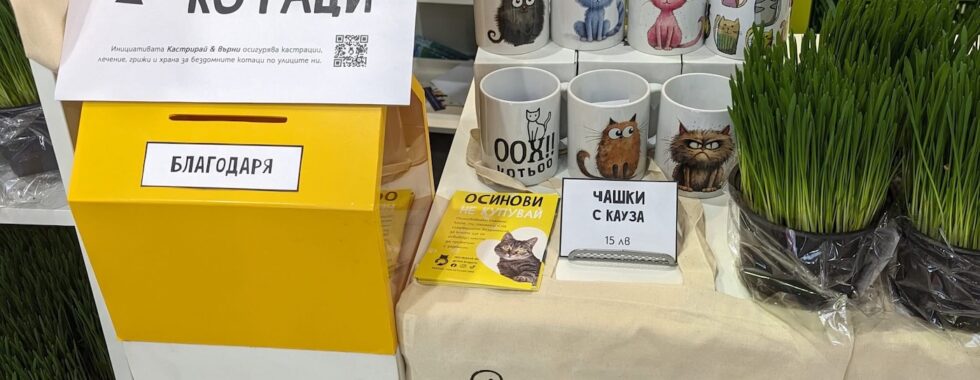 КОТАЦИ
Инициативата Кастрирай & върни осигурява кастрации,
лечение, грижи и храна за бездомните котаци по улиците ни.
БЛАГОДАРЯ
ООХ!!
КОТЬОО
ОСИНОВИ
НЕ КУПУВАЙ
ЧАШКИ
С КАУЗА
15 лв